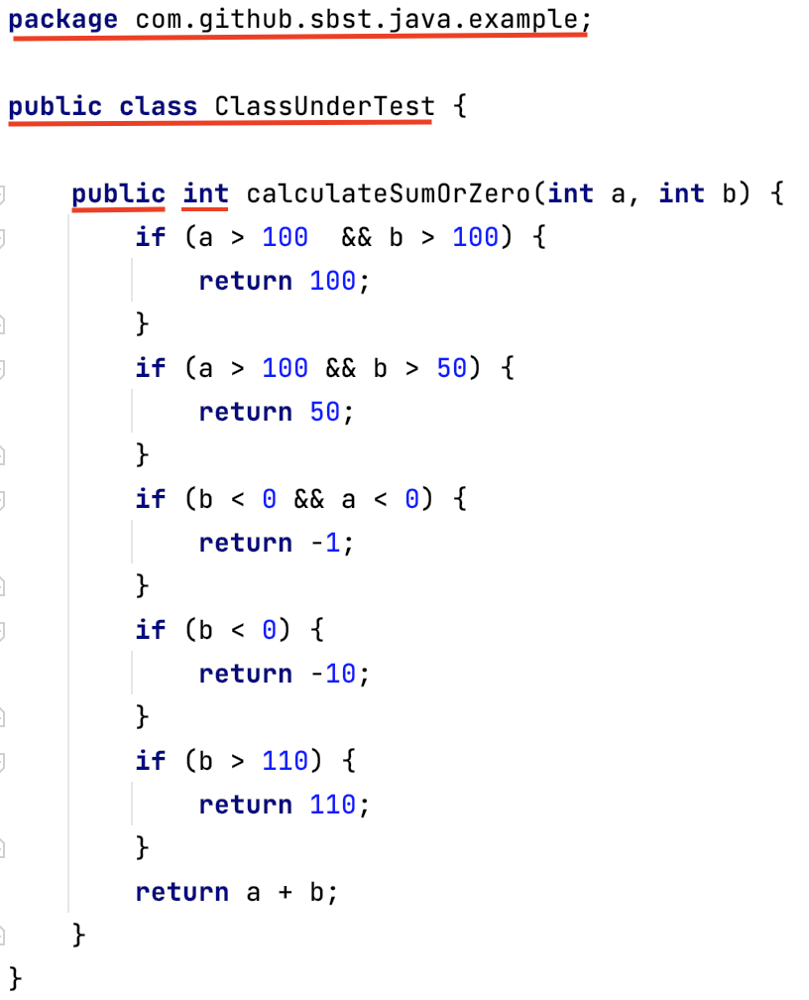 package com.github.sbst.java.example;
public class ClassUnderTest {
public int calculateSumOrZero(int a, int b) {
if (a > 100  && b > 100) {
return 100;
}
if (a > 100 && b > 50) {
return 50;
}
if (b < 0 && a < 0) {
return -1;
}
if (b < 0) {
return -10;
}
if (b > 110) {
return 110;
}
return a + b;
}
}